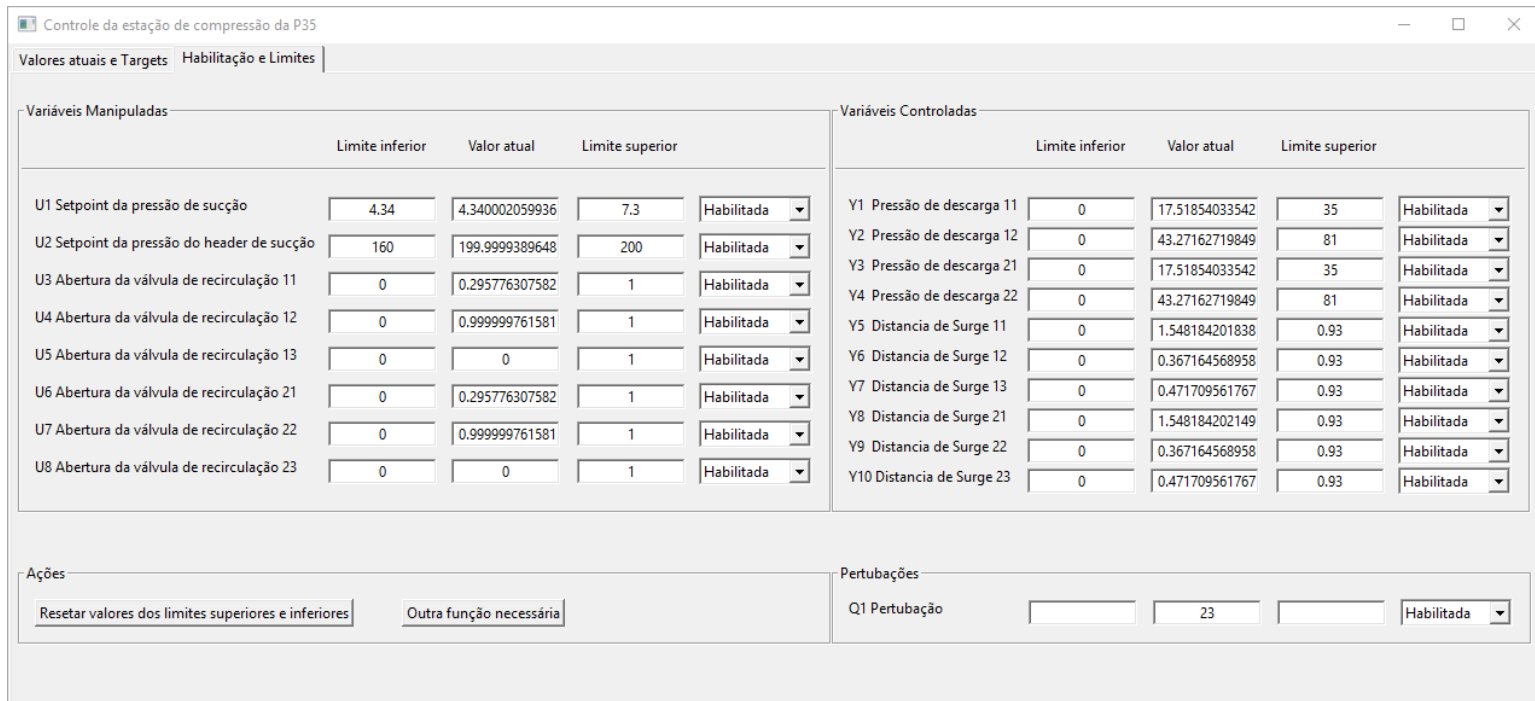 Controle da estação de compressão da P35
Valores atuais e Targets Habilitação e Limites
Variáveis Manipuladas
Limite inferior Valor atual Limite superior
U1 Setpoint da pressão de sucção 4.34 4.340002059936 7.3 Habilitada
U2 Setpoint da pressão do header de sucção 160 199.9999389648 200 Habilitada
U3 Abertura da válvula de recirculação 11 0 0.295776307582 1 Habilitada
U4 Abertura da válvula de recirculação 12 0 0.999999761581 1 Habilitada
U5 Abertura da válvula de recirculação 13 0 0 1 Habilitada
U6 Abertura da válvula de recirculação 21 0 0.295776307582 1 Habilitada
U7 Abertura da válvula de recirculação 22 0 0.999999761581 1 Habilitada
U8 Abertura da válvula de recirculação 23 0 0 1 Habilitada
Variáveis Controladas
Limite inferior Valor atual Limite superior
Y1 Pressão de descarga 11 0 17.51854033542 35 Habilitada
Y2 Pressão de descarga 12 0 43.27162719849 81 Habilitada
Y3 Pressão de descarga 21 0 17.51854033542 35 Habilitada
Y4 Pressão de descarga 22 0 43.27162719849 81 Habilitada
Y5 Distancia de Surge 11 0 1.548184201838 0.93 Habilitada
Y6 Distancia de Surge 12 0 0.367164568958 0.93 Habilitada
Y7 Distancia de Surge 13 0 0.471709561767 0.93 Habilitada
Y8 Distancia de Surge 21 0 1.548184202149 0.93 Habilitada
Y9 Distancia de Surge 22 0 0.367164568958 0.93 Habilitada
Y10 Distancia de Surge 23 0 0.471709561767 0.93 Habilitada
Ações
Resetar valores dos limites superiores e inferiores Outra função necessária
Pertubações
Q1 Pertubação 23 Habilitada